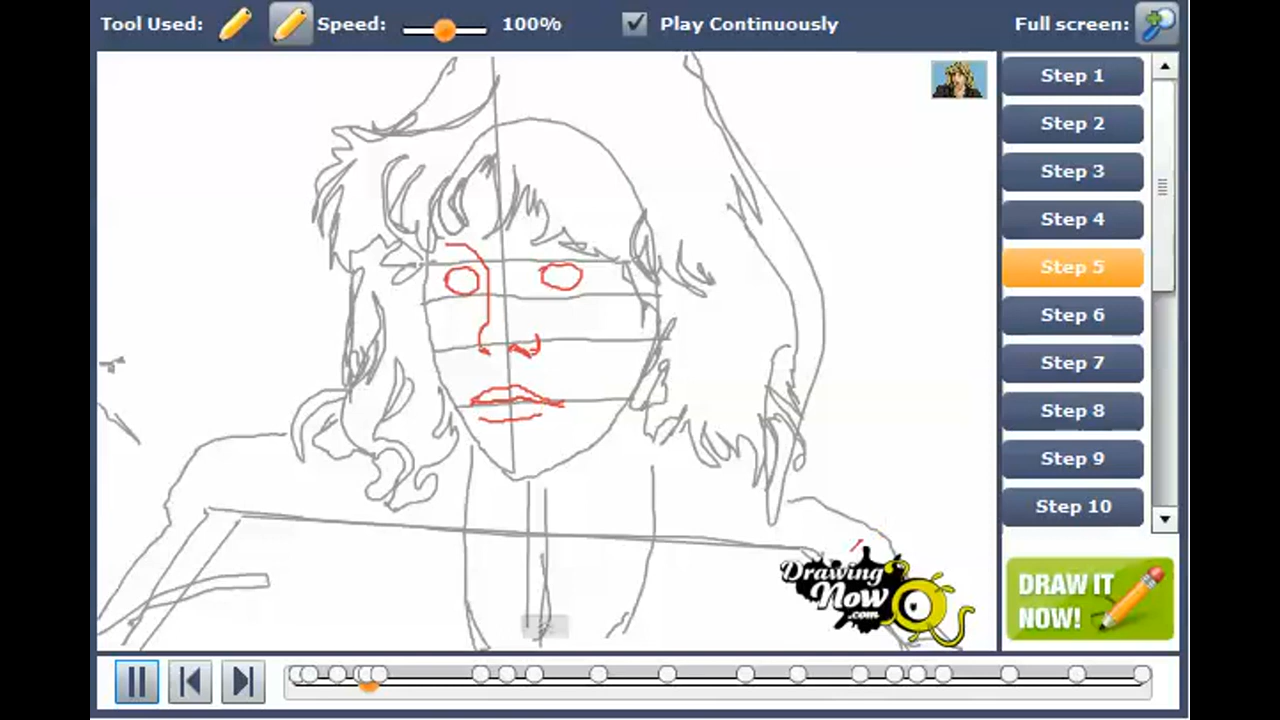 Tool Used: Speed: 100% Play Continuously Full screen:
Step 1
Step 2
Step 3
Step 4
Step 5
Step 6
Step 7
Step 8
Step 9
Step 10
Drawing
Now
.com
DRAW IT
NOW!